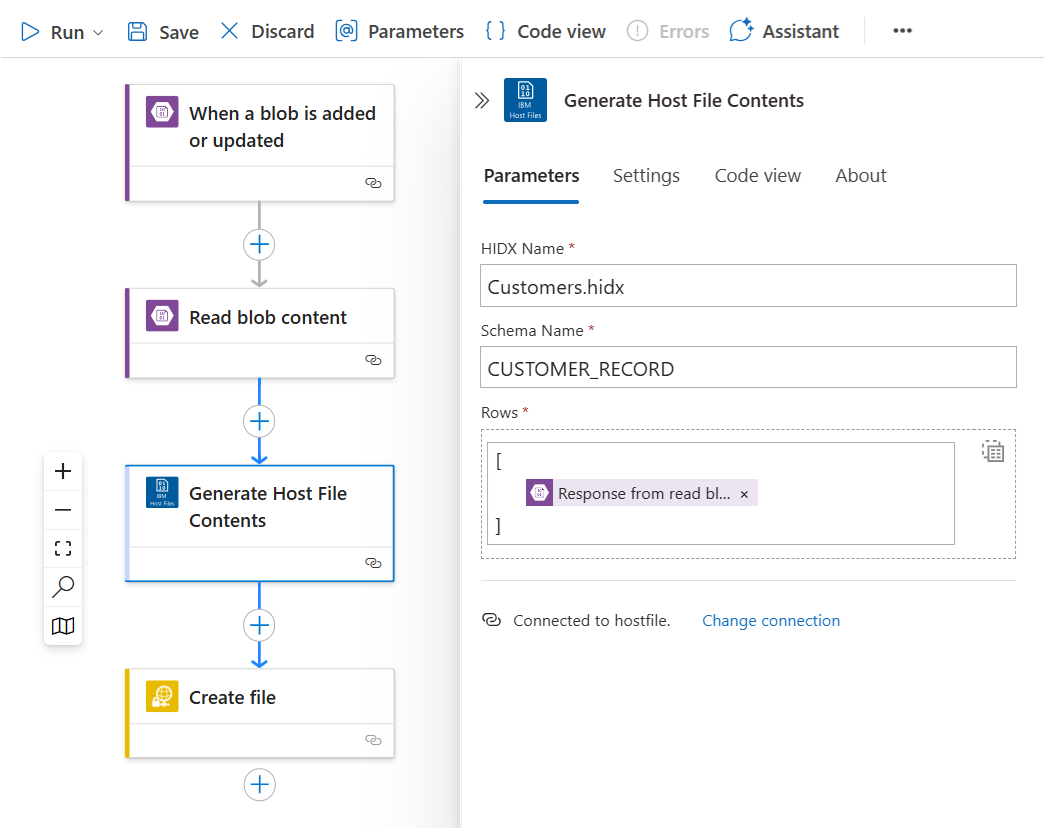 Run Save Discard Parameters { } Code view Errors Assistant ...
When a blob is added
or updated
Read blob content
IBM
Host Files
Generate Host File
Contents
Create file
IBM
Host Files
Generate Host File Contents
Parameters Settings Code view About
HIDX Name *
Customers.hidx
Schema Name *
CUSTOMER_RECORD
Rows *
[
Response from read bl... ×
]
Connected to hostfile. Change connection